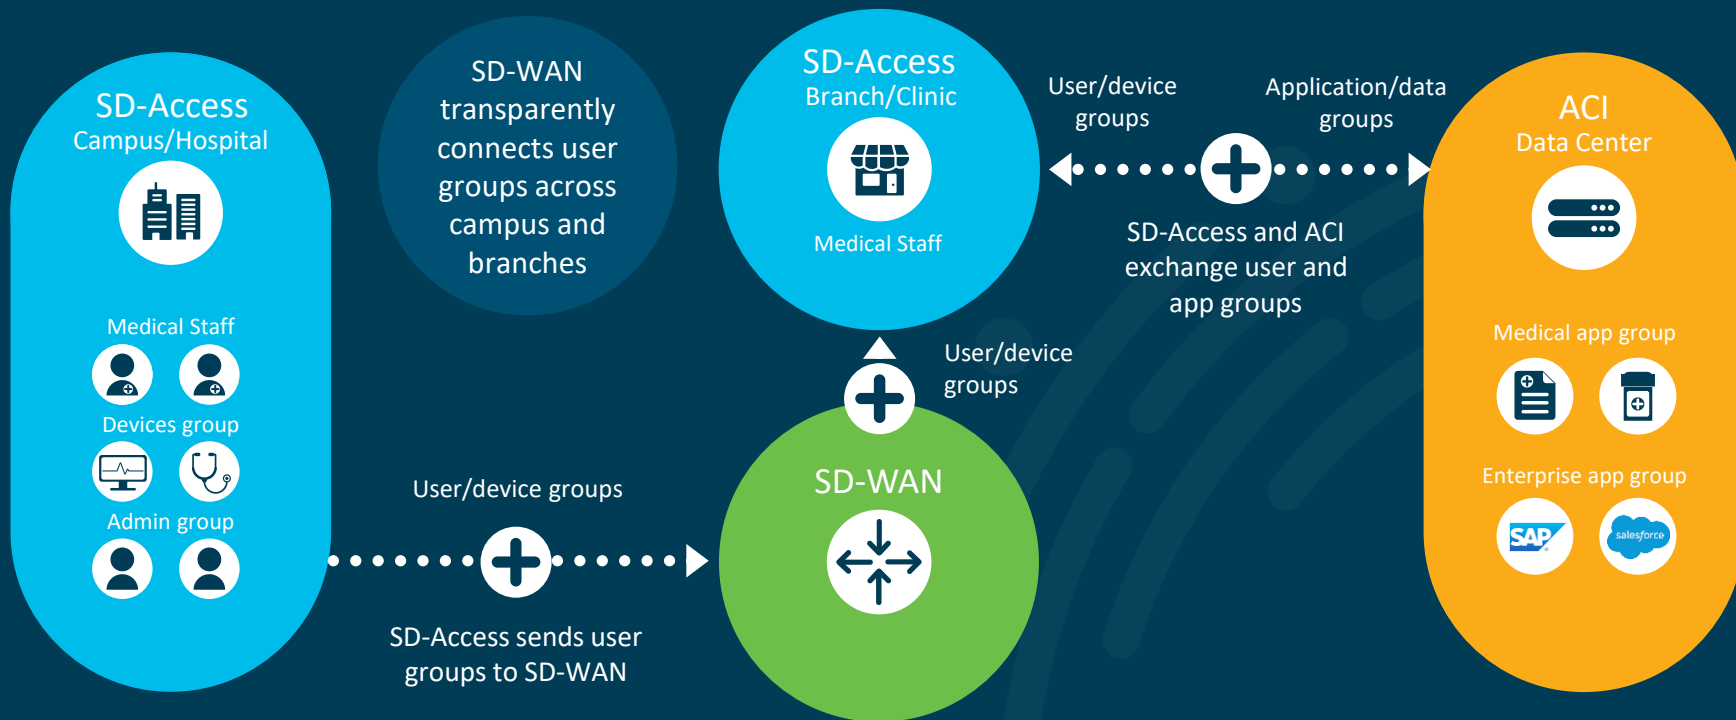 SD-Access
Campus/Hospital
Medical Staff
Devices group
Admin group
SD-WAN
transparently
connects user
groups across
campus and
branches
User/device groups
SD-Access sends user
groups to SD-WAN
SD-Access
Branch/Clinic
Medical Staff
User/device
groups
SD-WAN
User/device
groups
Application/data
groups
SD-Access and ACI
exchange user and
app groups
ACI
Data Center
Medical app group
Enterprise app group
SAP
salesforce